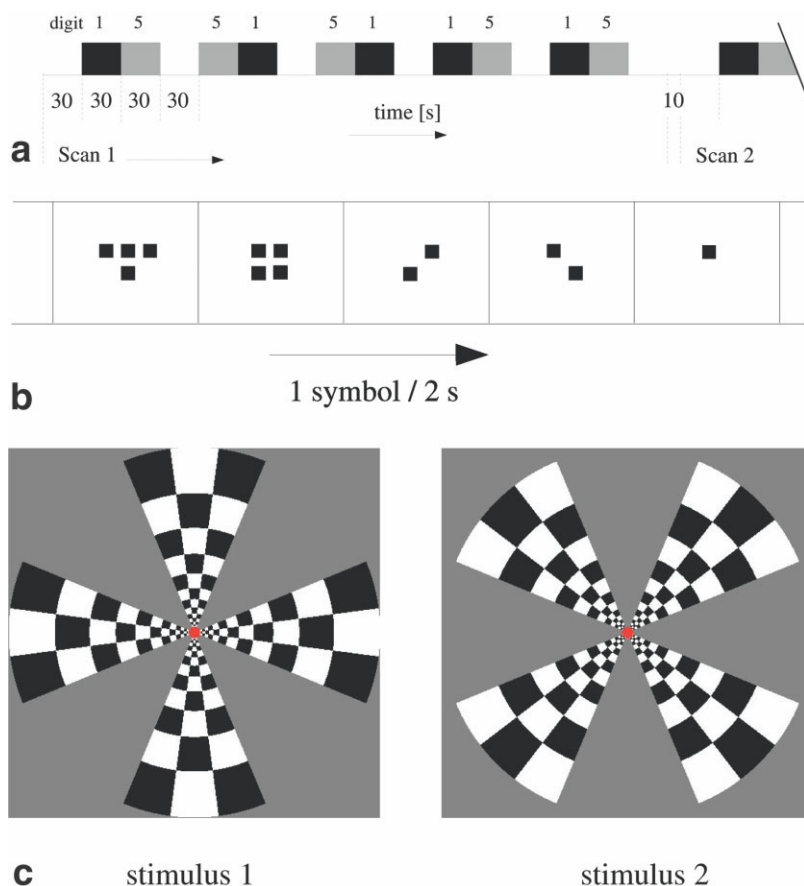 digit 1 5 5 1 5 1 1 5 1 5
30 30 30 30 10
time [s]
a Scan 1 Scan 2
1 symbol / 2 s
b
c stimulus 1 stimulus 2